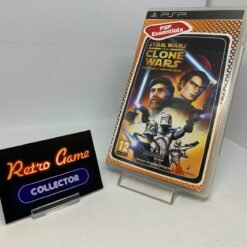 PSP
PSP Essentials
STAR WARS
THE
CLONE WARS
12
Retro Game
COLLECTOR